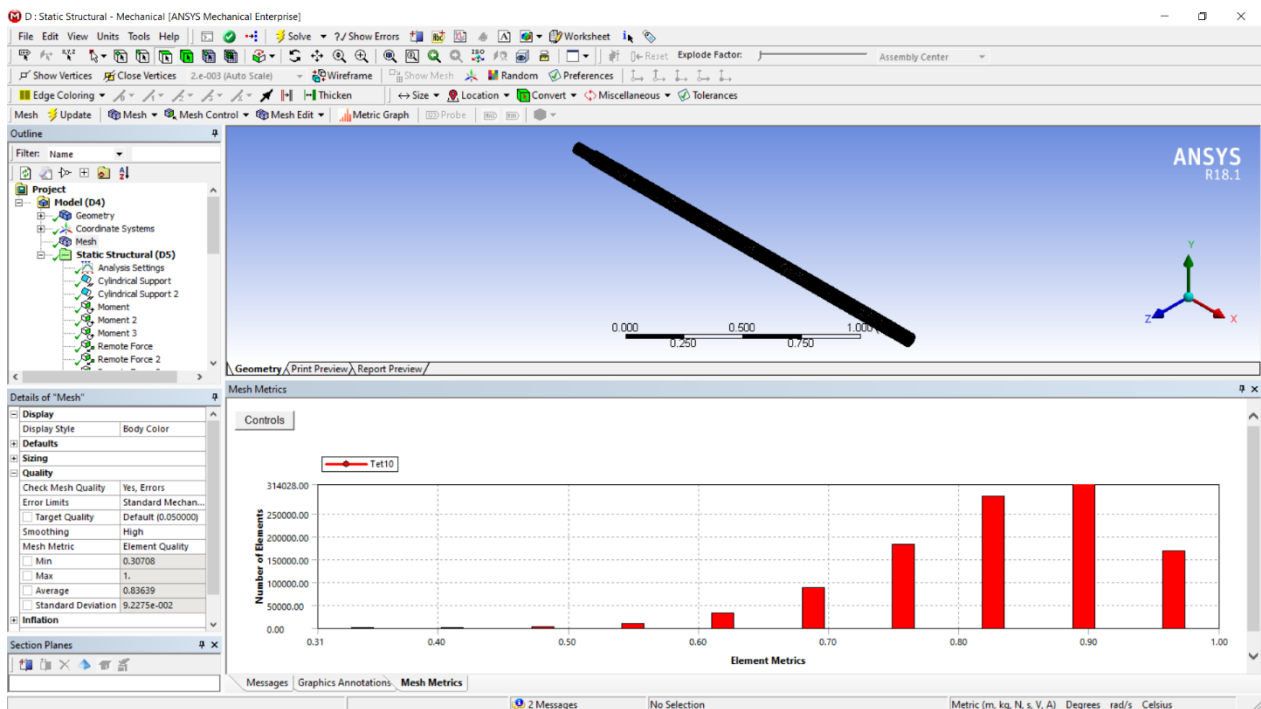 D : Static Structural - Mechanical [ANSYS Mechanical Enterprise]
File Edit View Units Tools Help Solve ?/ Show Errors Worksheet
Reset Explode Factor: Assembly Center
Show Vertices Close Vertices 2.e-003 (Auto Scale) Wireframe Show Mesh Random Preferences
Edge Coloring Thicken Size Location Convert Miscellaneous Tolerances
Mesh Update Mesh Mesh Control Mesh Edit Metric Graph Probe
Outline
Filter: Name
Project
Model (D4)
Geometry
Coordinate Systems
Mesh
Static Structural (D5)
Analysis Settings
Cylindrical Support
Cylindrical Support 2
Moment
Moment 2
Moment 3
Remote Force
Remote Force 2
ANSYS
R18.1
Y
Z X
0.000 0.500 1.000
0.250 0.750
Geometry Print Preview Report Preview
Details of "Mesh"
Display
Display Style Body Color
Defaults
Sizing
Quality
Check Mesh Quality Yes, Errors
Error Limits Standard Mechan...
Target Quality Default (0.050000)
Smoothing High
Mesh Metric Element Quality
Min 0.30708
Max 1.
Average 0.83639
Standard Deviation 9.2275e-002
Inflation
Section Planes
Mesh Metrics
Controls
Tet10
Number of Elements
314028.00
250000.00
200000.00
150000.00
100000.00
50000.00
0.00
0.31 0.40 0.50 0.60 0.70 0.80 0.90 1.00
Element Metrics
Messages Graphics Annotations Mesh Metrics
2 Messages No Selection Metric (m, kg, N, s, V, A) Degrees rad/s Celsius